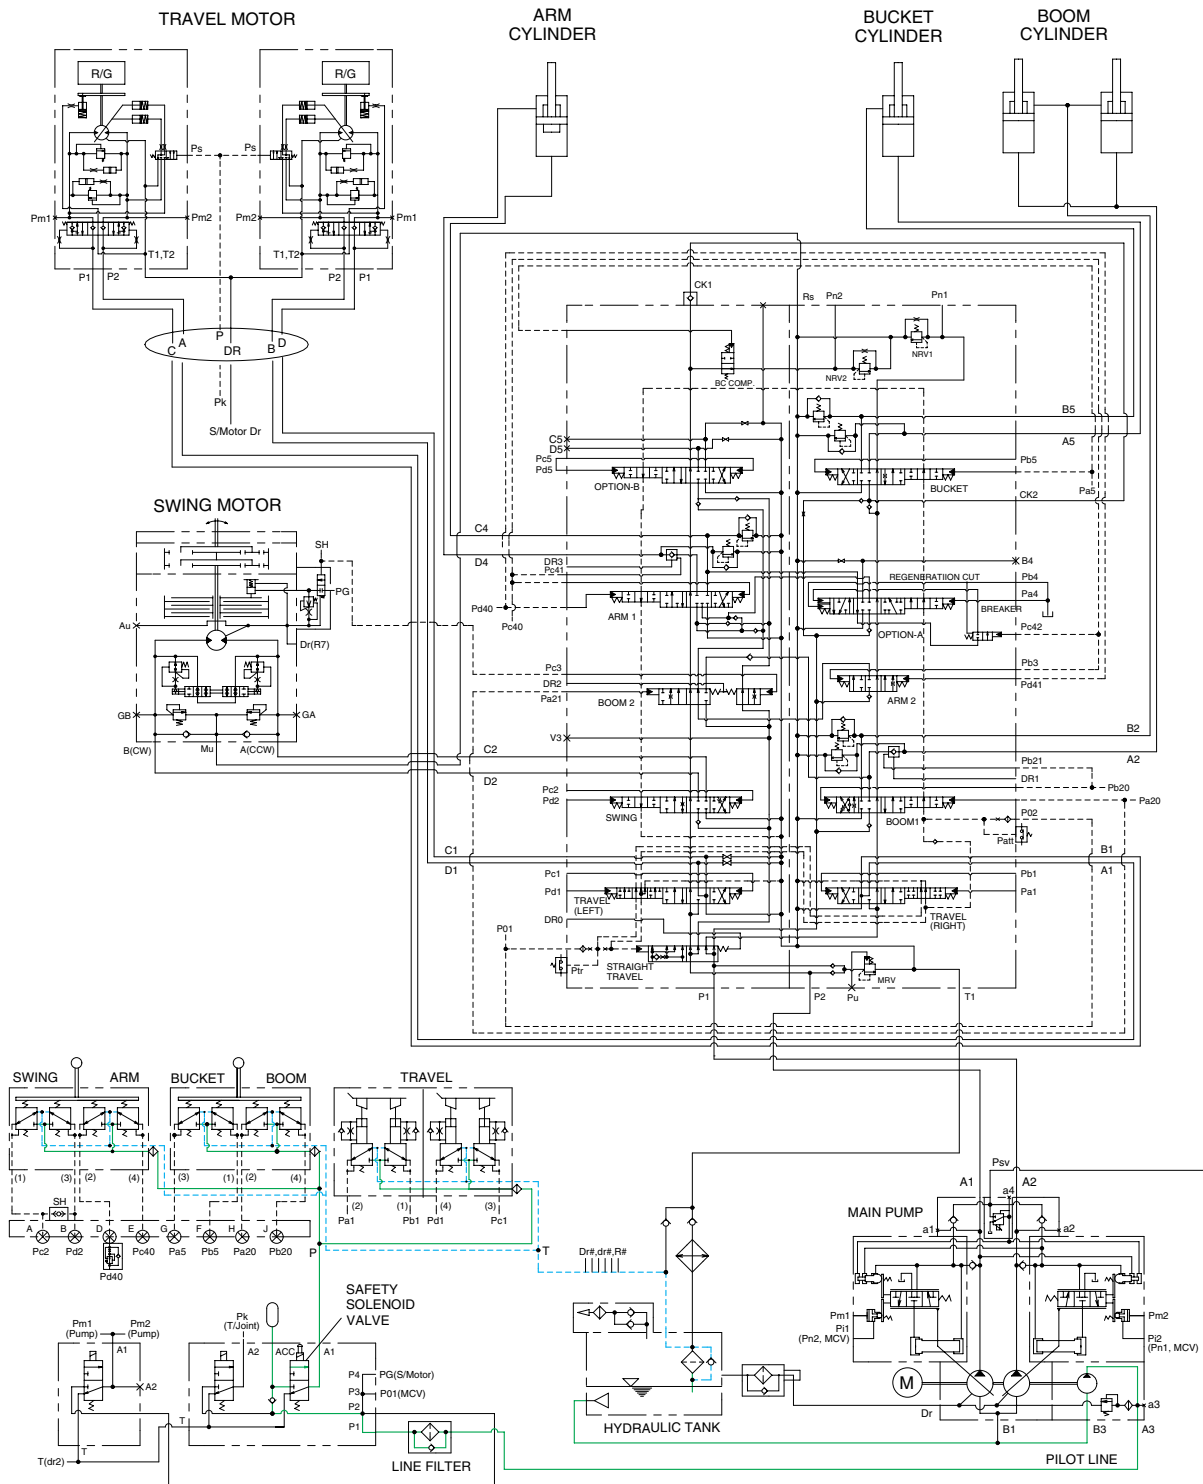 TRAVEL MOTOR
ARM
CYLINDER
BUCKET
CYLINDER
BOOM
CYLINDER
R/G
R/G
Ps
Ps
Pm1
Pm2
Pm2
Pm1
T1,T2
T1,T2
P1
P2
P2
P1
C
A
P
DR
B
D
Pk
S/Motor Dr
CK1
Rs
Pn2
Pn1
NRV1
NRV2
BC COMP.
B5
A5
C5
D5
Pc5
Pd5
OPTION-B
Pb5
BUCKET
Pa5
CK2
SWING MOTOR
SH
PG
Au
Dr(R7)
GB
GA
B(CW)
Mu
A(CCW)
C4
D4
DR3
Pc41
Pd40
Pc40
ARM 1
B4
REGENERATIION CUT
Pb4
Pa4
BREAKER
OPTION-A
Pc42
Pc3
DR2
Pa21
BOOM 2
Pb3
Pd41
ARM 2
V3
B2
A2
C2
D2
Pb21
DR1
Pb20
Pc2
Pd2
SWING
Pa20
BOOM1
P02
Patt
C1
D1
B1
A1
Pc1
Pd1
TRAVEL
(LEFT)
DR0
Pb1
Pa1
TRAVEL
(RIGHT)
P01
Ptr
STRAIGHT
TRAVEL
MRV
P1
P2
Pu
T1
SWING
ARM
BUCKET
BOOM
TRAVEL
(1)
(3)
(2)
(4)
(3)
(1)
(2)
(4)
(2)
(1)
(4)
(3)
Pa1
Pb1
Pd1
Pc1
SH
A
B
D
E
G
F
H
J
Pc2
Pd2
Pc40
Pa5
Pb5
Pa20
Pb20
Pd40
P
T
Dr#,dr#,R#
SAFETY
SOLENOID
VALVE
Pm1
(Pump)
Pm2
(Pump)
A1
A2
T
T(dr2)
Pk
(T/Joint)
A2
ACC
A1
T
P4
PG(S/Motor)
P3
P01(MCV)
P2
P1
LINE FILTER
HYDRAULIC TANK
Psv
A1
A2
a4
MAIN PUMP
a1
a2
Pm1
Pi1
(Pn2, MCV)
Pm2
Pi2
(Pn1, MCV)
M
Dr
B1
B3
A3
a3
PILOT LINE